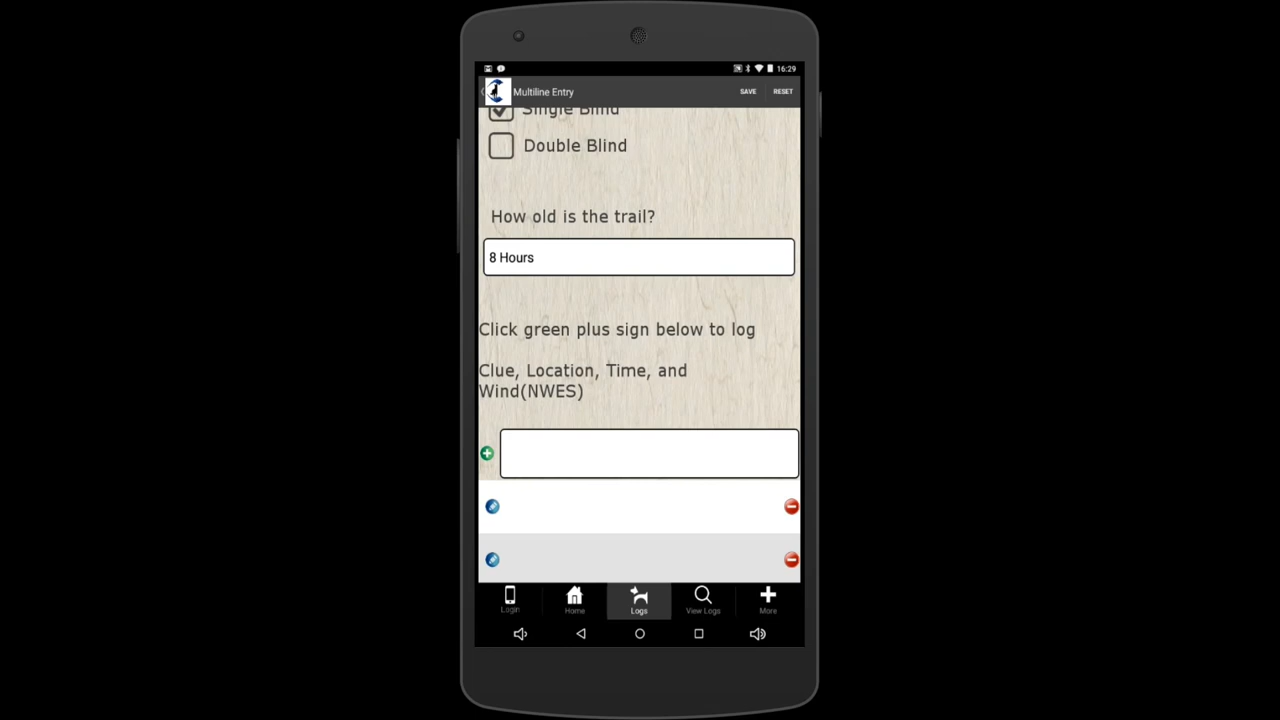 16:29
Multiline Entry
SAVE
RESET
Single Blind
Double Blind
How old is the trail?
8 Hours
Click green plus sign below to log
Clue, Location, Time, and
Wind(NWES)
Login
Home
Logs
View Logs
More